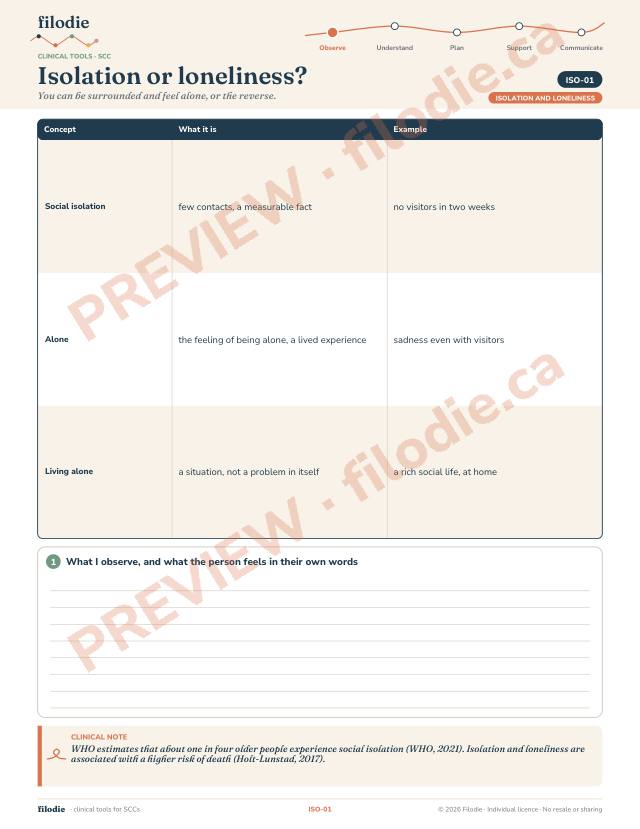 filodie
CLINICAL TOOLS · SCC
Observe Understand Plan Support Communicate
Isolation or loneliness?
You can be surrounded and feel alone, or the reverse.
ISO-01
ISOLATION AND LONELINESS
Concept What it is Example
Social isolation few contacts, a measurable fact no visitors in two weeks
Alone the feeling of being alone, a lived experience sadness even with visitors
Living alone a situation, not a problem in itself a rich social life, at home
PREVIEW · filodie.ca
PREVIEW · filodie.ca
1 What I observe, and what the person feels in their own words
CLINICAL NOTE
WHO estimates that about one in four older people experience social isolation (WHO, 2021). Isolation and loneliness are
associated with a higher risk of death (Holt-Lunstad, 2017).
filodie · clinical tools for SCCs ISO-01 © 2026 Filodie · Individual licence · No resale or sharing